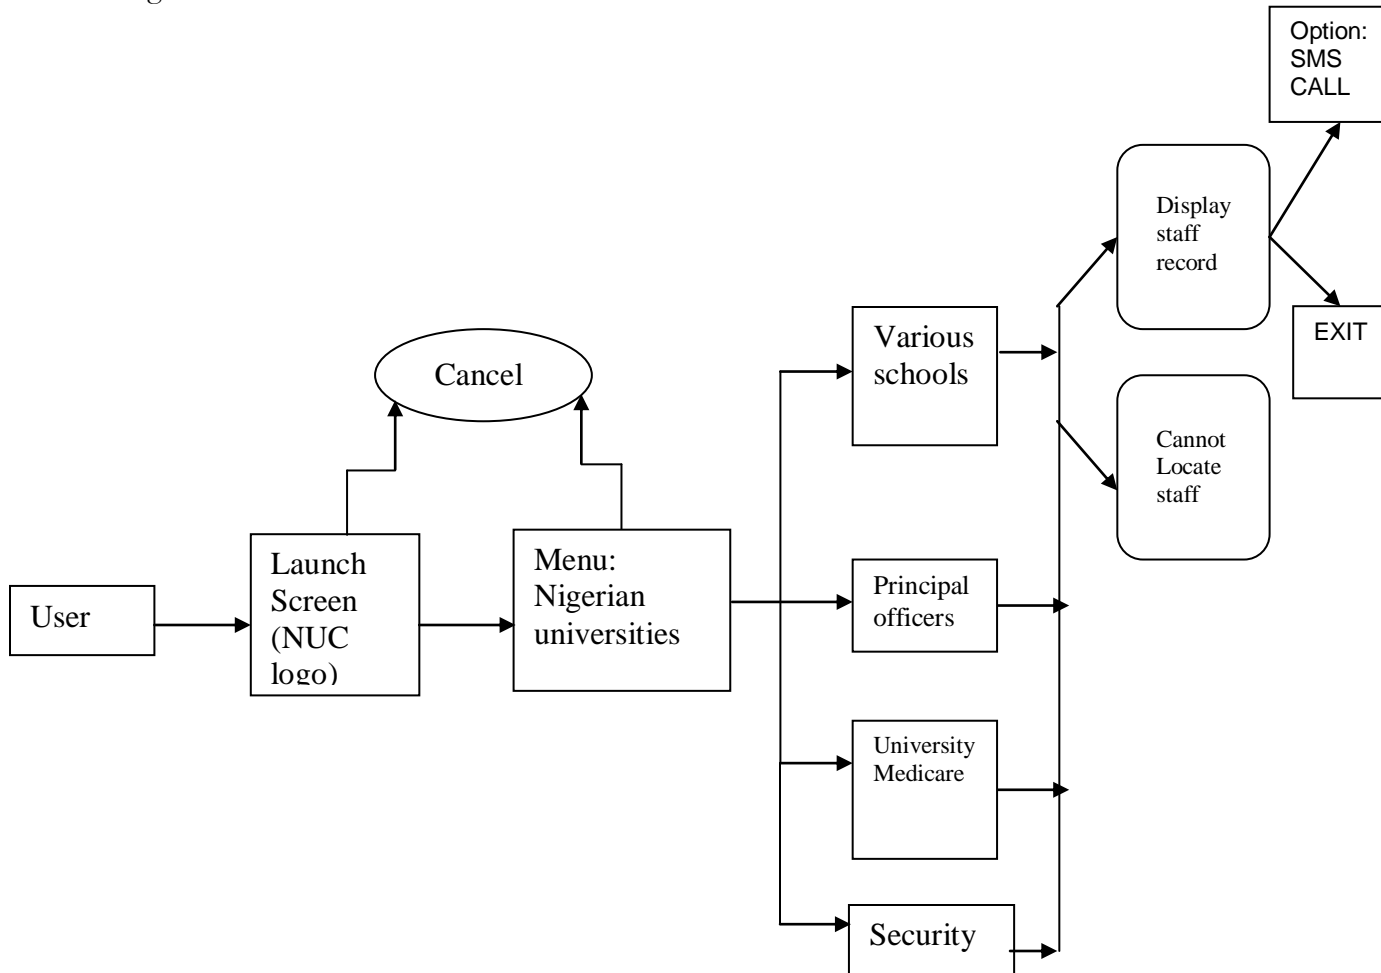 User
Launch
Screen
(NUC
logo)
Cancel
Menu:
Nigerian
universities
Various
schools
Principal
officers
University
Medicare
Security
Display
staff
record
Cannot
Locate
staff
Option:
SMS
CALL
EXIT